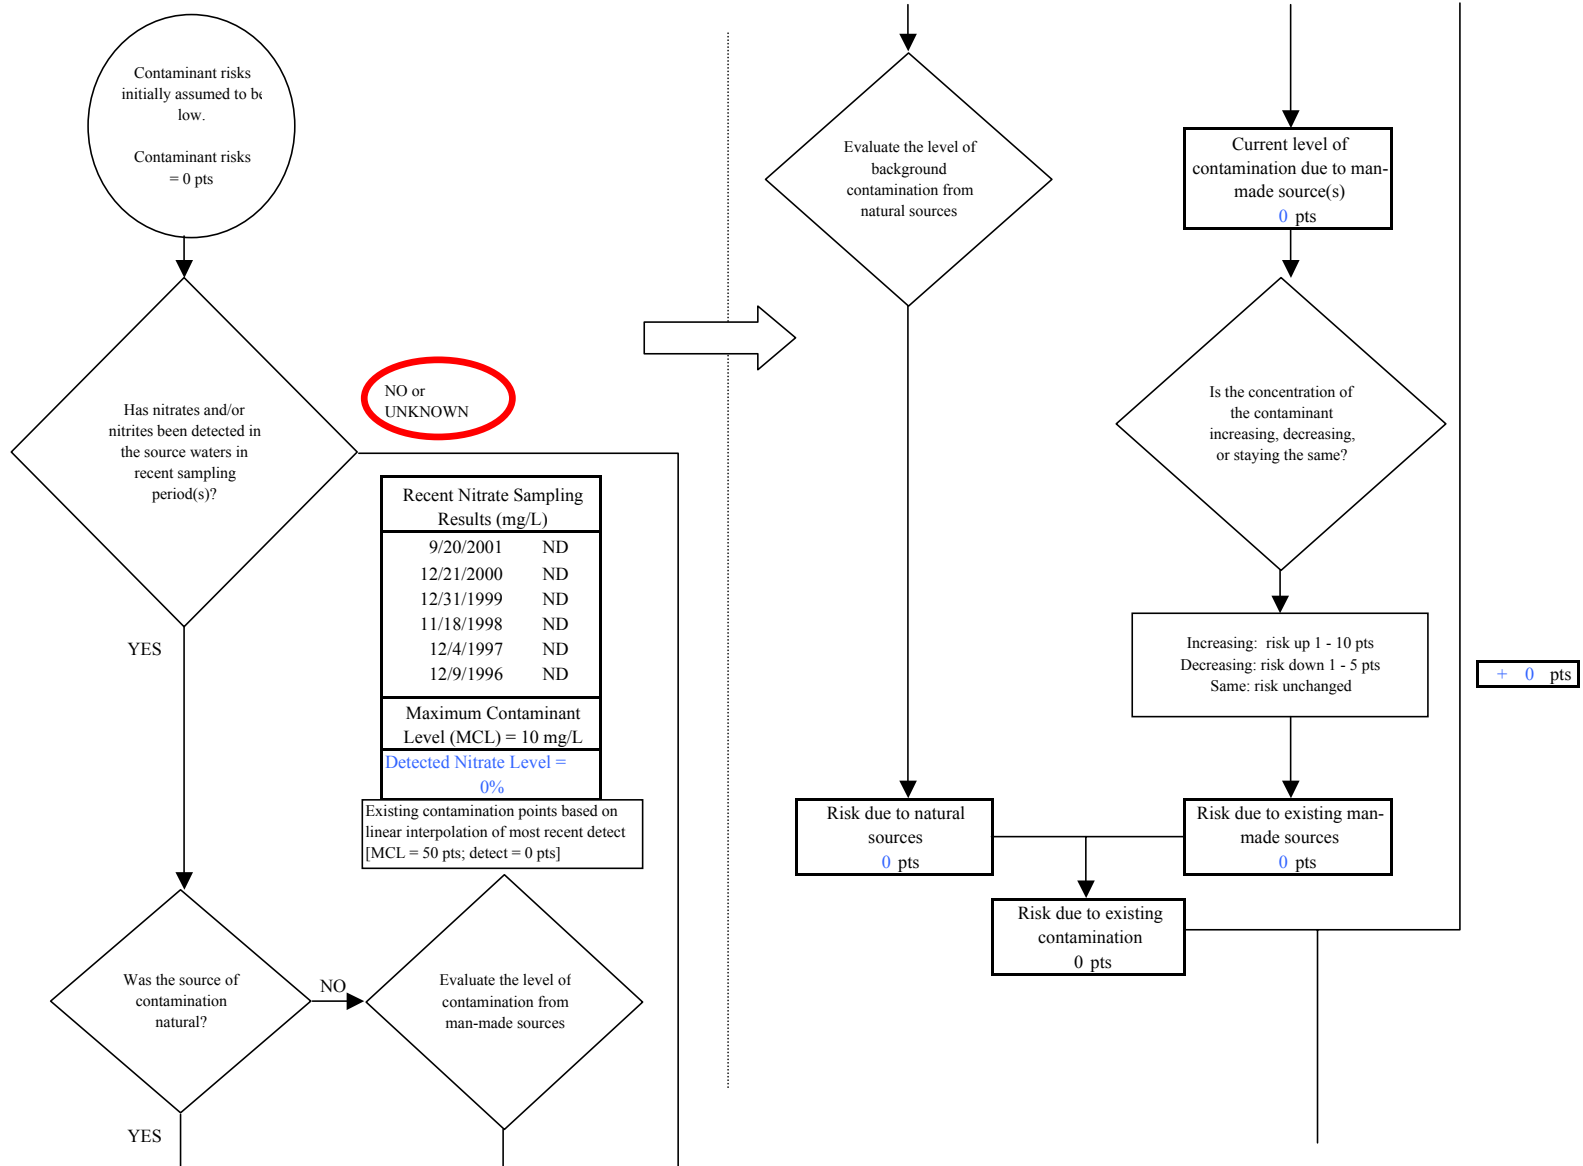 Contaminant risks
initially assumed to be
low.
Contaminant risks
= 0 pts
Has nitrates and/or
nitrites been detected in
the source waters in
recent sampling
period(s)?
NO or
UNKNOWN
YES
Recent Nitrate Sampling
Results (mg/L)
9/20/2001 ND
12/21/2000 ND
12/31/1999 ND
11/18/1998 ND
12/4/1997 ND
12/9/1996 ND
Maximum Contaminant
Level (MCL) = 10 mg/L
Detected Nitrate Level =
0%
Existing contamination points based on
linear interpolation of most recent detect
[MCL = 50 pts; detect = 0 pts]
Was the source of
contamination
natural?
NO
Evaluate the level of
contamination from
man-made sources
YES
Evaluate the level of
background
contamination from
natural sources
Current level of
contamination due to man-
made source(s)
0 pts
Is the concentration of
the contaminant
increasing, decreasing,
or staying the same?
Increasing: risk up 1 - 10 pts
Decreasing: risk down 1 - 5 pts
Same: risk unchanged
+ 0 pts
Risk due to natural
sources
0 pts
Risk due to existing man-
made sources
0 pts
Risk due to existing
contamination
0 pts